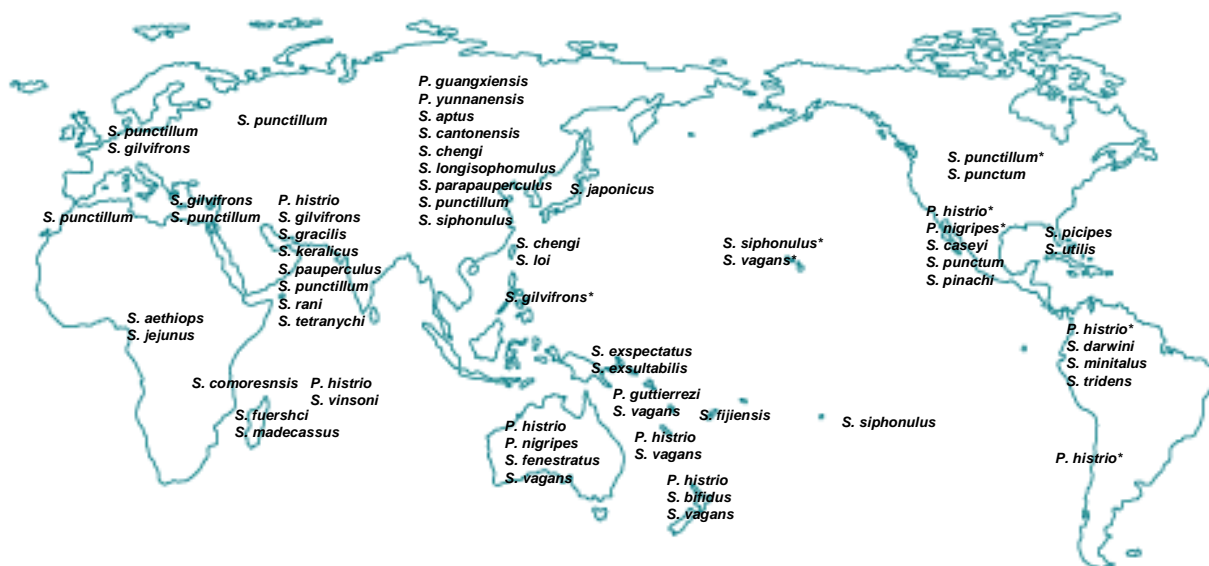 P. guangxiensis
P. yunnanensis
S. aptus
S. cantonensis
S. chengi
S. longisophomulus
S. parapauperculus
S. punctillum
S. siphonulus
S. punctillum
S. punctillum
S. gilvifrons
S. japonicus
S. punctillum*
S. punctum
S. punctillum
S. gilvifrons
S. punctillum
P. histrio
S. gilvifrons
S. gracilis
S. keralicus
S. pauperculus
S. punctillum
S. rani
S. tetranychi
S. chengi
S. loi
S. gilvifrons*
S. siphonulus*
S. vagans*
P. histrio*
P. nigripes*
S. caseyi
S. punctum
S. pinachi
S. picipes
S. utilis
S. aethiops
S. jejunus
P. histrio*
S. darwini
S. minitalus
S. tridens
S. exspectatus
S. exsultabilis
S. comoresnsis
P. histrio
S. vinsoni
S. fuershci
S. madecassus
P. guttierrezi
S. vagans
S. fijiensis
S. siphonulus
P. histrio
P. nigripes
S. fenestratus
S. vagans
P. histrio
S. vagans
P. histrio*
P. histrio
S. bifidus
S. vagans